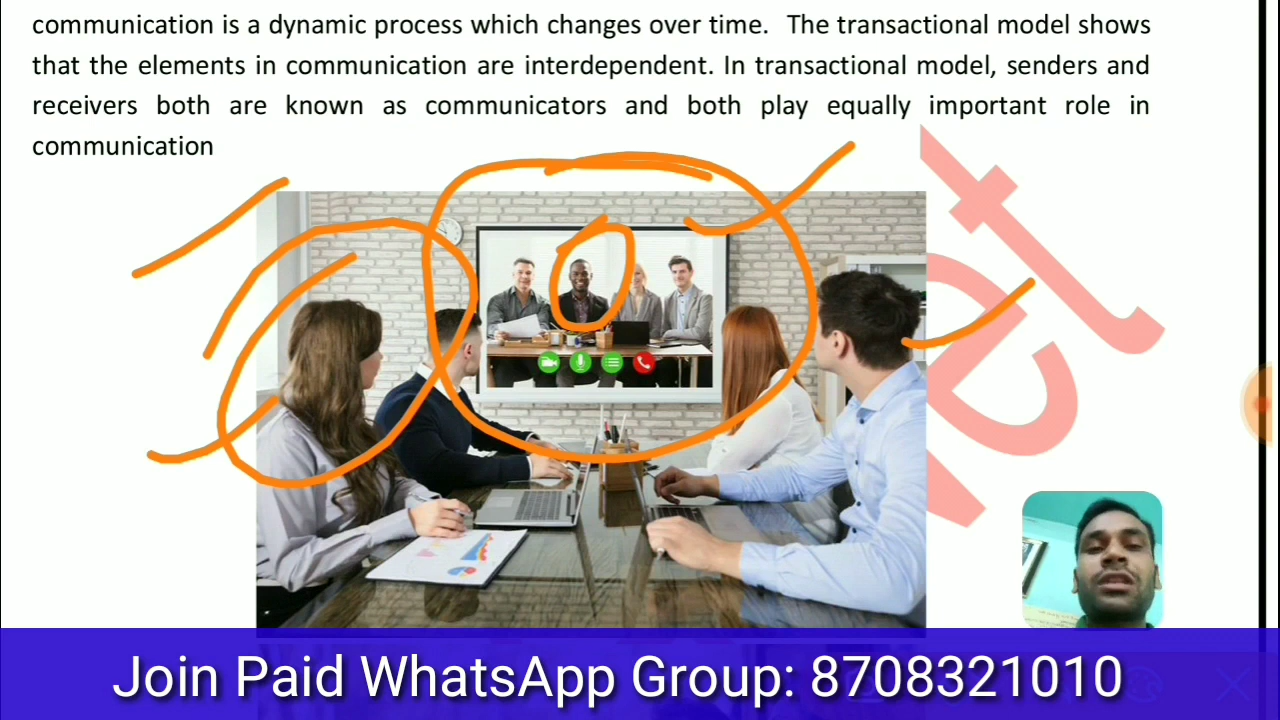 communication is a dynamic process which changes over time. The transactional model shows
that the elements in communication are interdependent. In transactional model, senders and
receivers both are known as communicators and both play equally important role in
communication
Join Paid WhatsApp Group: 8708321010